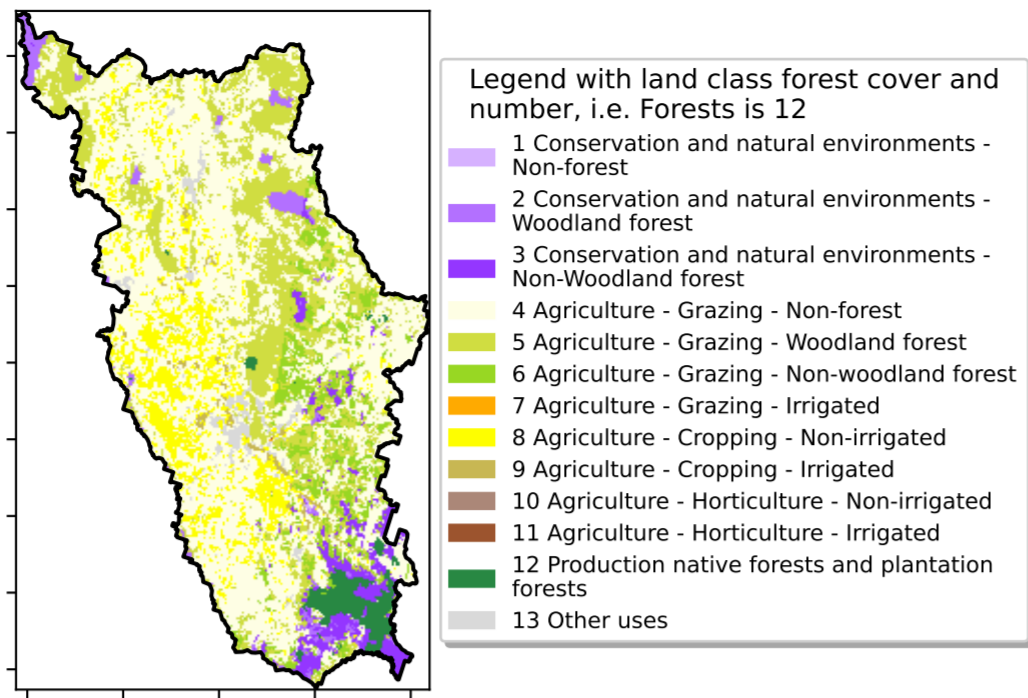 Legend with land class forest cover and
number, i.e. Forests is 12
1 Conservation and natural environments -
Non-forest
2 Conservation and natural environments -
Woodland forest
3 Conservation and natural environments -
Non-Woodland forest
4 Agriculture - Grazing - Non-forest
5 Agriculture - Grazing - Woodland forest
6 Agriculture - Grazing - Non-woodland forest
7 Agriculture - Grazing - Irrigated
8 Agriculture - Cropping - Non-irrigated
9 Agriculture - Cropping - Irrigated
10 Agriculture - Horticulture - Non-irrigated
11 Agriculture - Horticulture - Irrigated
12 Production native forests and plantation
forests
13 Other uses